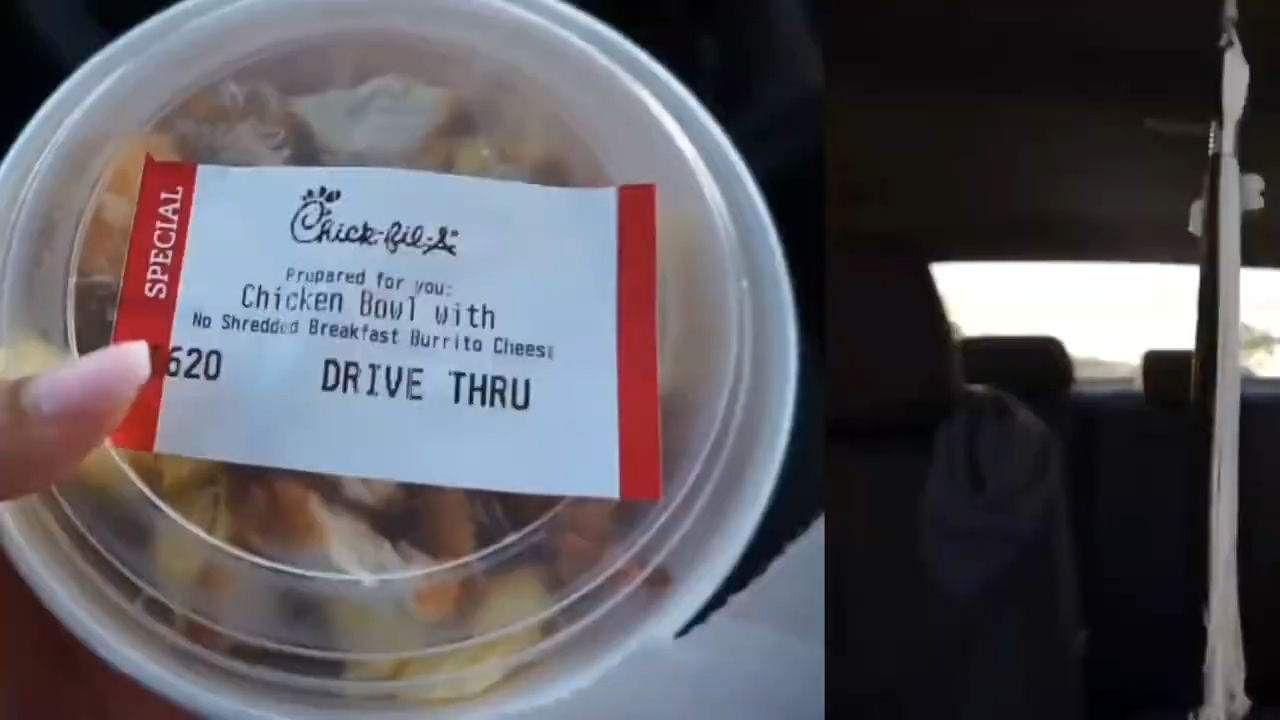 SPECIAL
Chick-fil-A
Prepared for you:
Chicken Bowl with
No Shredded Breakfast Burrito Cheese
620 DRIVE THRU